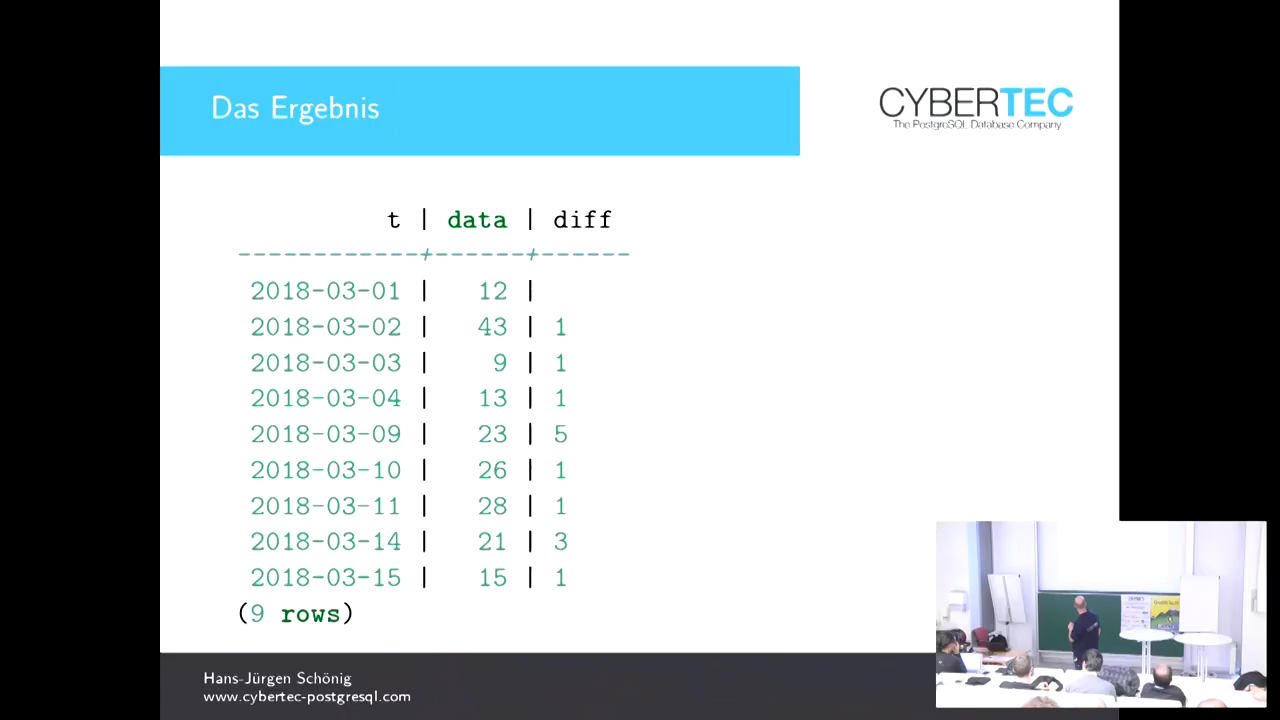 Das Ergebnis
CYBERTEC
The PostgreSQL Database Company
t | data | diff
------------+------+------
2018-03-01 | 12 |
2018-03-02 | 43 | 1
2018-03-03 | 9 | 1
2018-03-04 | 13 | 1
2018-03-09 | 23 | 5
2018-03-10 | 26 | 1
2018-03-11 | 28 | 1
2018-03-14 | 21 | 3
2018-03-15 | 15 | 1
(9 rows)
Hans-Jürgen Schönig
www.cybertec-postgresql.com